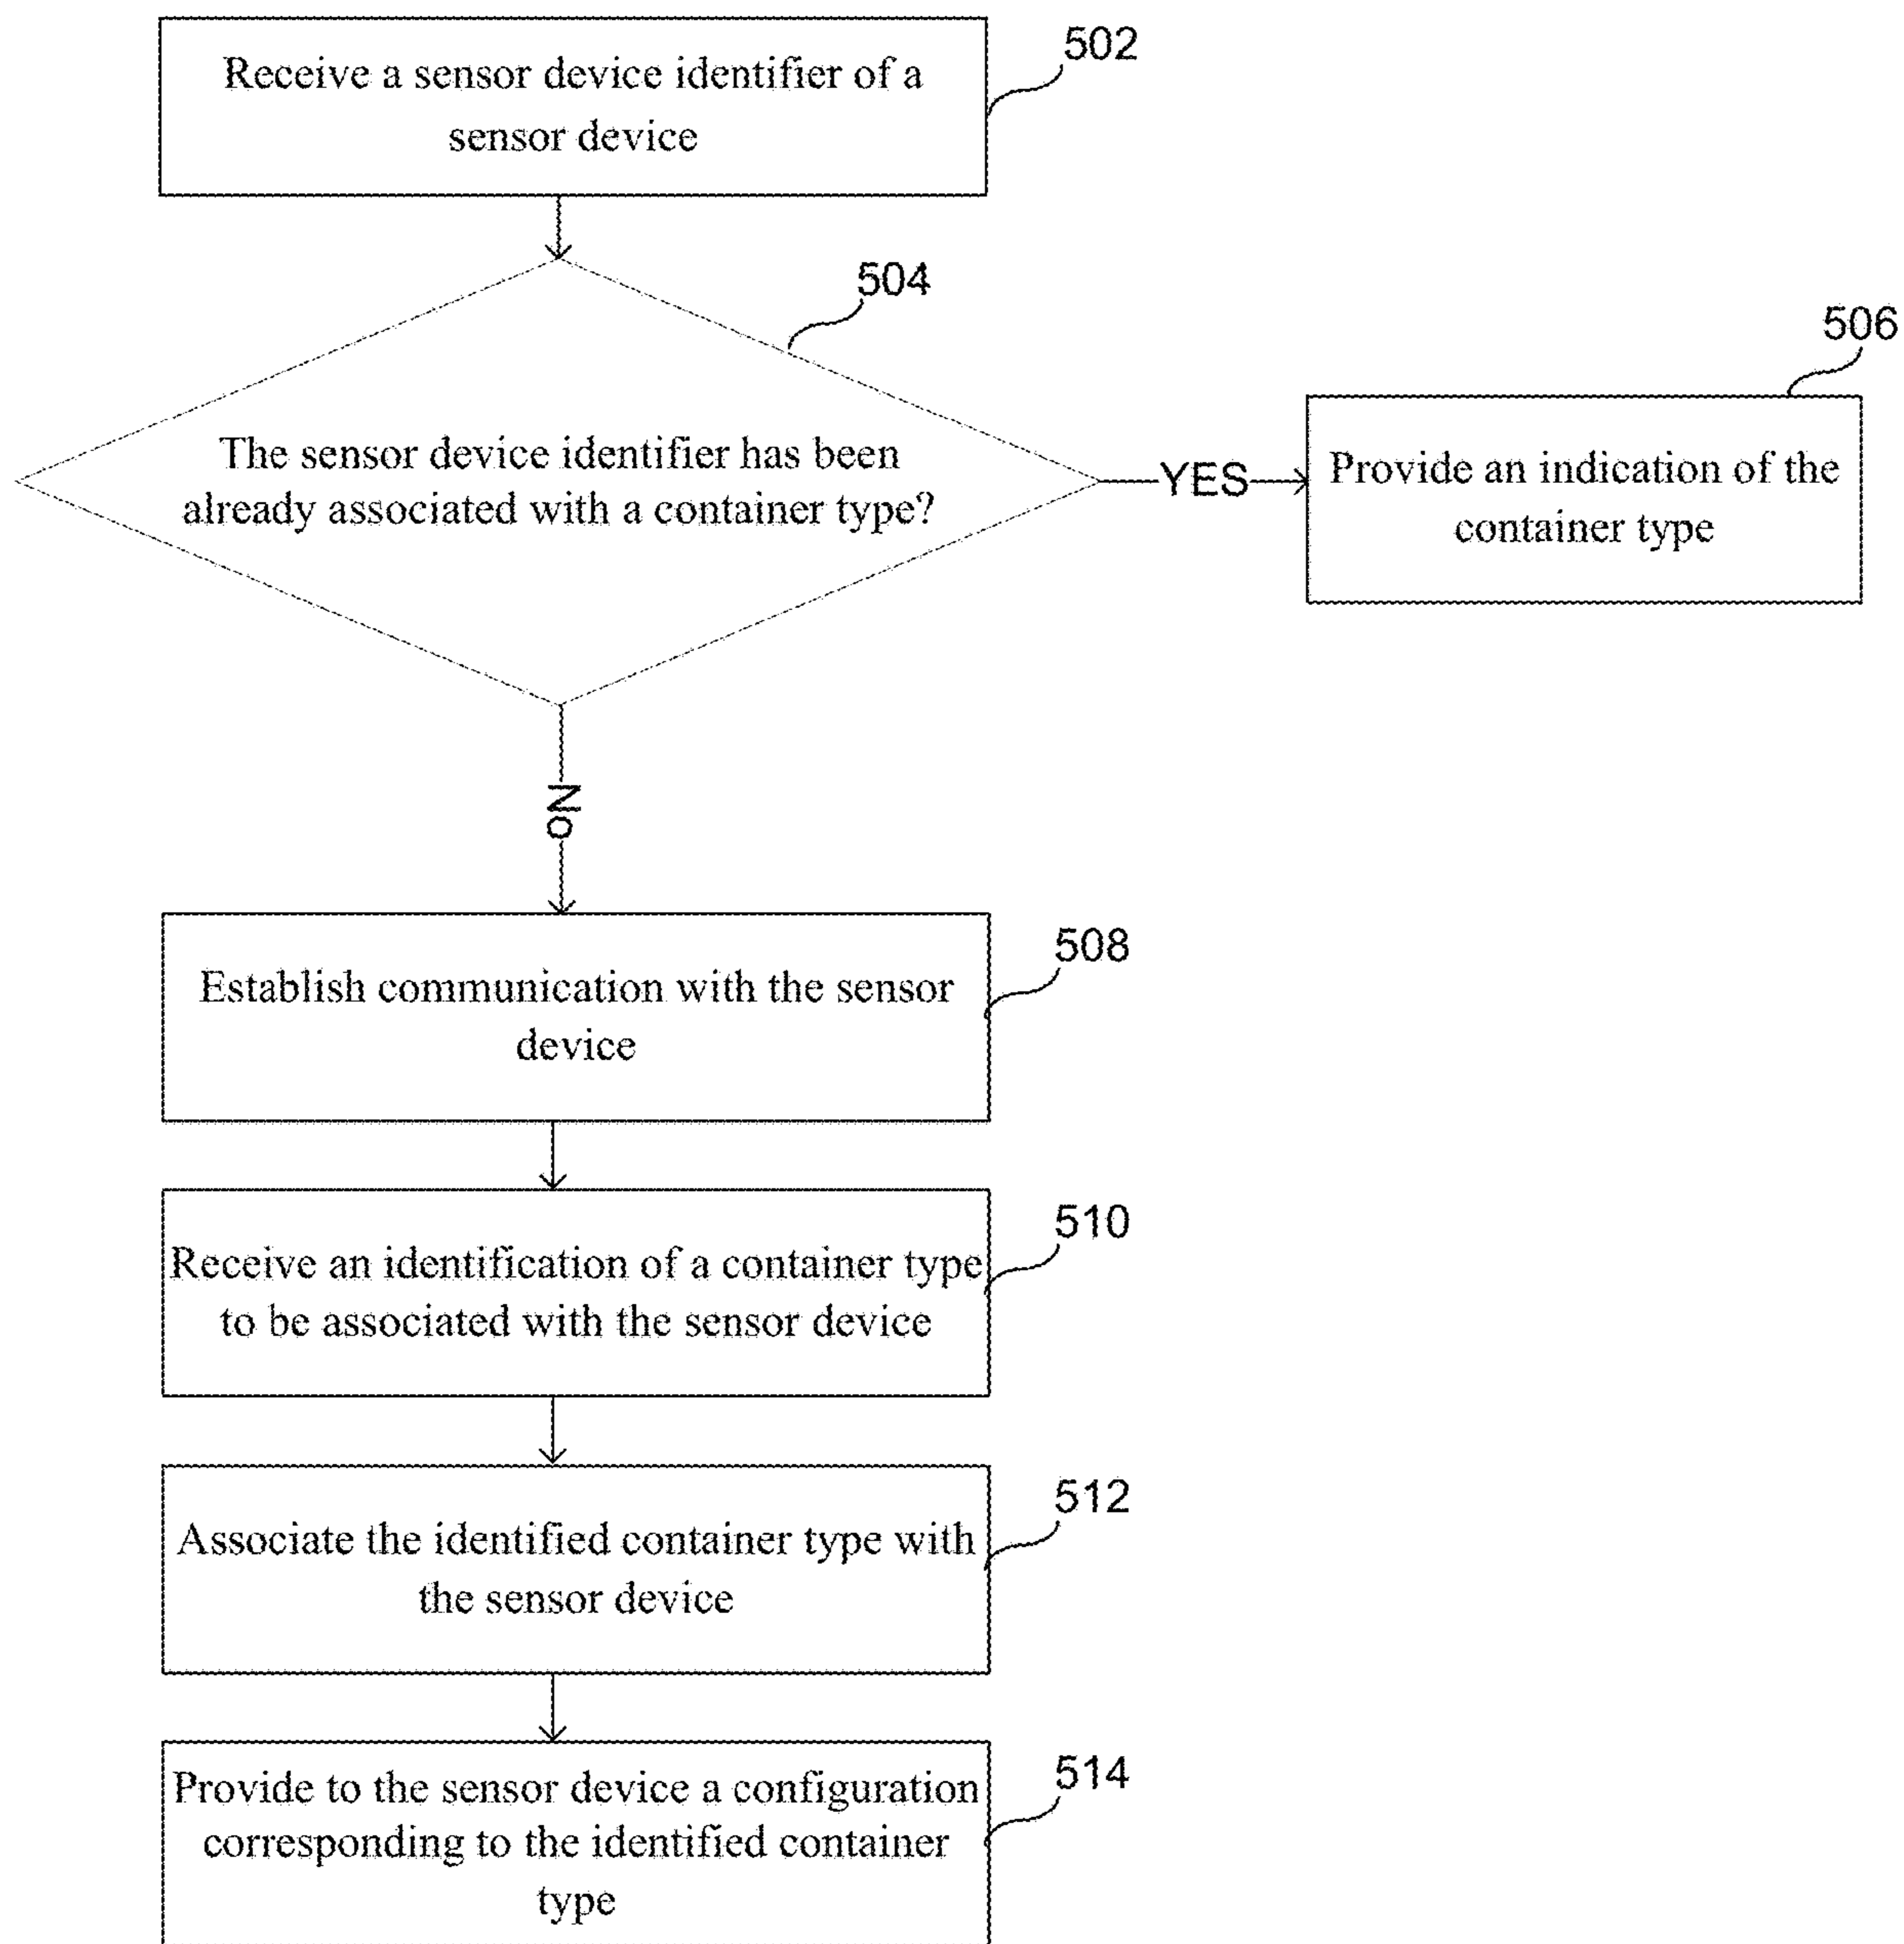 Receive a sensor device identifier of a
sensor device
502
504
The sensor device identifier has been
already associated with a container type?
YES
506
Provide an indication of the
container type
No
508
Establish communication with the sensor
device
510
Receive an identification of a container type
to be associated with the sensor device
512
Associate the identified container type with
the sensor device
514
Provide to the sensor device a configuration
corresponding to the identified container
type